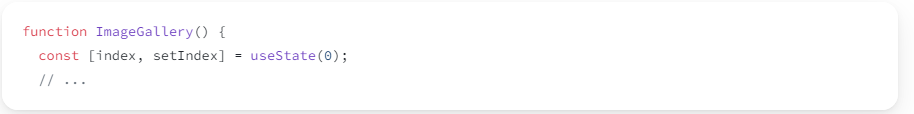 function ImageGallery() {
  const [index, setIndex] = useState(0);
  // ...